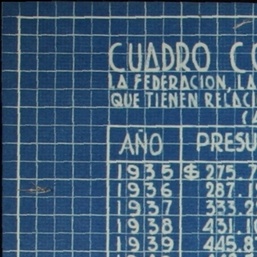 CUADRO CO
LA FEDERACION, LA
QUE TIENEN RELACI
(A
AÑO PRESU
1935 $ 275.7
1936 287.1
1937 333.2
1938 431.1
1939 445.8